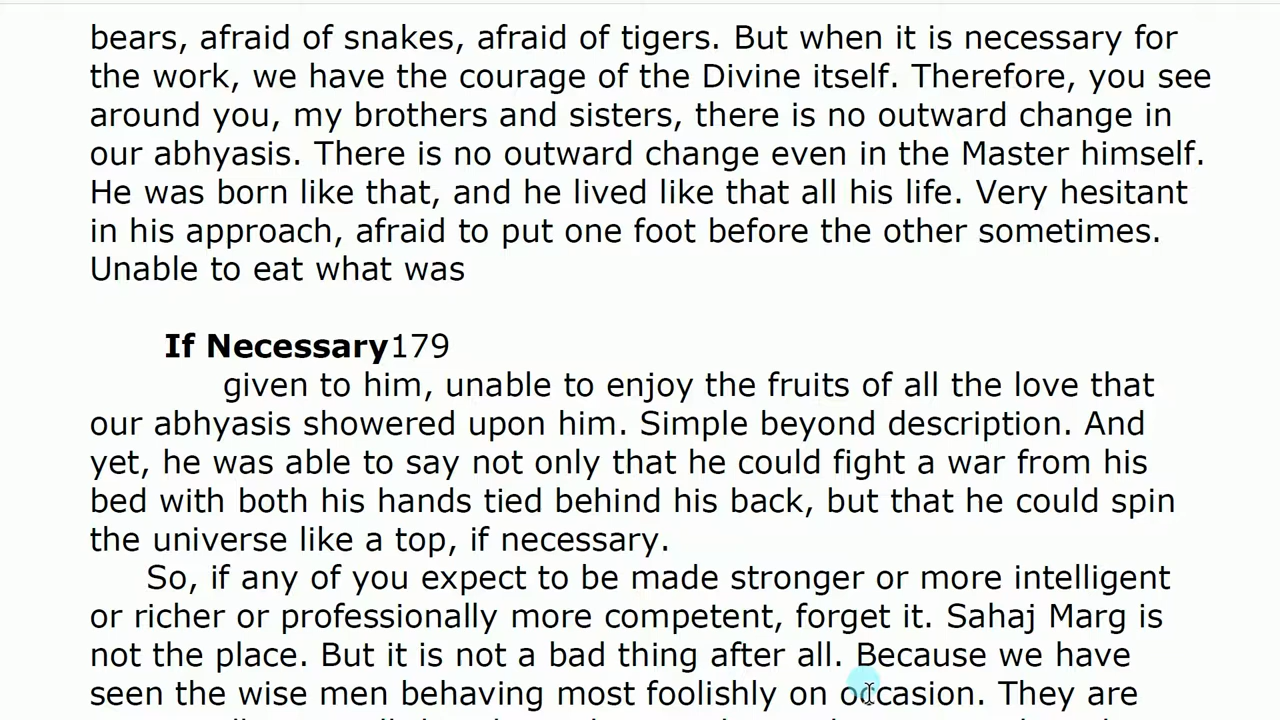 bears, afraid of snakes, afraid of tigers. But when it is necessary for
the work, we have the courage of the Divine itself. Therefore, you see
around you, my brothers and sisters, there is no outward change in
our abhyasis. There is no outward change even in the Master himself.
He was born like that, and he lived like that all his life. Very hesitant
in his approach, afraid to put one foot before the other sometimes.
Unable to eat what was
If Necessary179
given to him, unable to enjoy the fruits of all the love that
our abhyasis showered upon him. Simple beyond description. And
yet, he was able to say not only that he could fight a war from his
bed with both his hands tied behind his back, but that he could spin
the universe like a top, if necessary.
So, if any of you expect to be made stronger or more intelligent
or richer or professionally more competent, forget it. Sahaj Marg is
not the place. But it is not a bad thing after all. Because we have
seen the wise men behaving most foolishly on occasion. They are